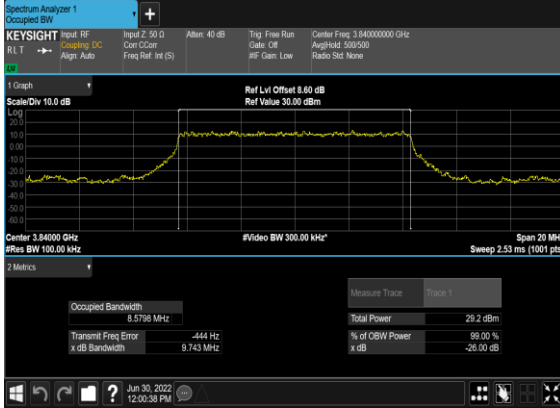 Spectrum Analyzer 1
Occupied BW
+
KEYSIGHT Input: RF Input Z: 50 Ω Atten: 40 dB Trig: Free Run Center Freq: 3.840000000 GHz
RLT Coupling: DC Corr CCorr Gate: Off Avg|Hold: 500/500
Align: Auto Freq Ref: Int (S) #IF Gain: Low Radio Std: None
1 Graph
Ref Lvl Offset 8.60 dB
Scale/Div 10.0 dB Ref Value 30.00 dBm
Log
20.0
10.0
0.00
-10.0
-20.0
-30.0
-40.0
-50.0
-60.0
Center 3.84000 GHz #Video BW 300.00 kHz* Span 20 MH
#Res BW 100.00 kHz Sweep 2.53 ms (1001 pts
2 Metrics
Measure Trace Trace 1
Occupied Bandwidth
8.5798 MHz Total Power 29.2 dBm
Transmit Freq Error -444 Hz % of OBW Power 99.00 %
x dB Bandwidth 9.743 MHz x dB -26.00 dB
? Jun 30, 2022
12:00:38 PM